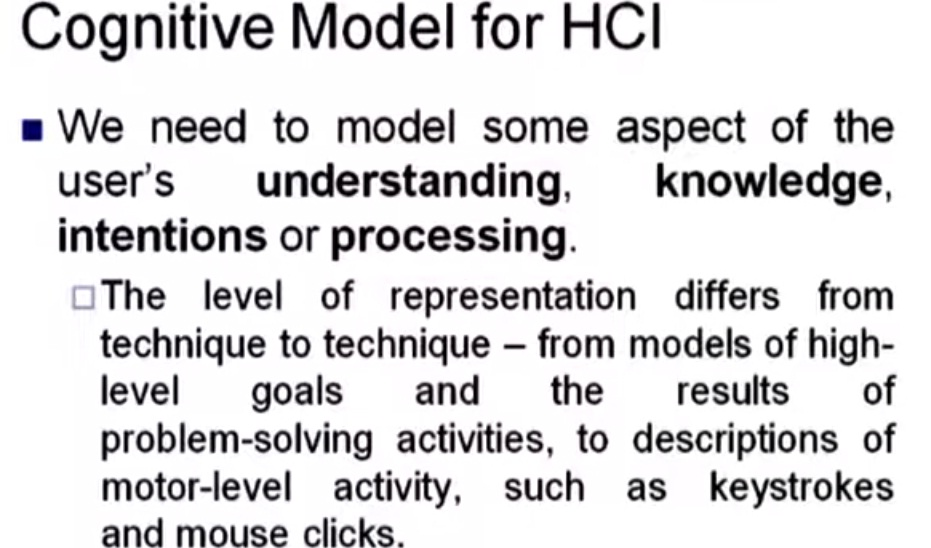 Cognitive Model for HCI
We need to model some aspect of the
user's understanding, knowledge,
intentions or processing.
The level of representation differs from
technique to technique – from models of high-
level goals and the results of
problem-solving activities, to descriptions of
motor-level activity, such as keystrokes
and mouse clicks.